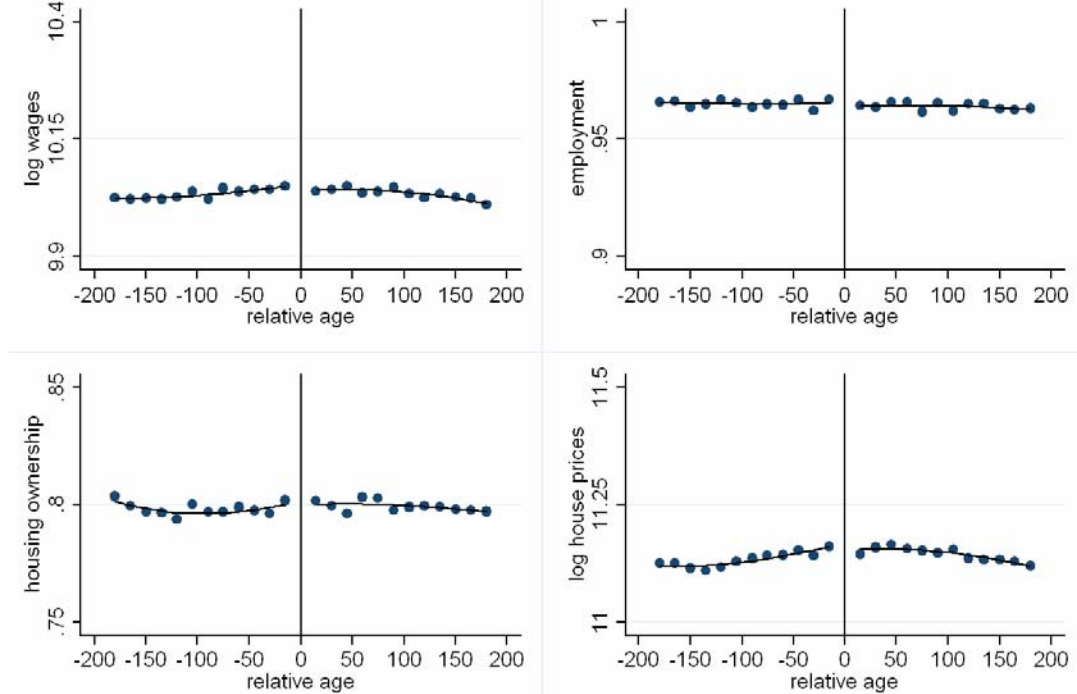 log wages
10.4
10.15
9.9
-200 -150 -100 -50 0 50 100 150 200
relative age
employment
1
.95
.9
-200 -150 -100 -50 0 50 100 150 200
relative age
housing ownership
.85
.8
.75
-200 -150 -100 -50 0 50 100 150 200
relative age
log house prices
11.5
11.25
11
-200 -150 -100 -50 0 50 100 150 200
relative age